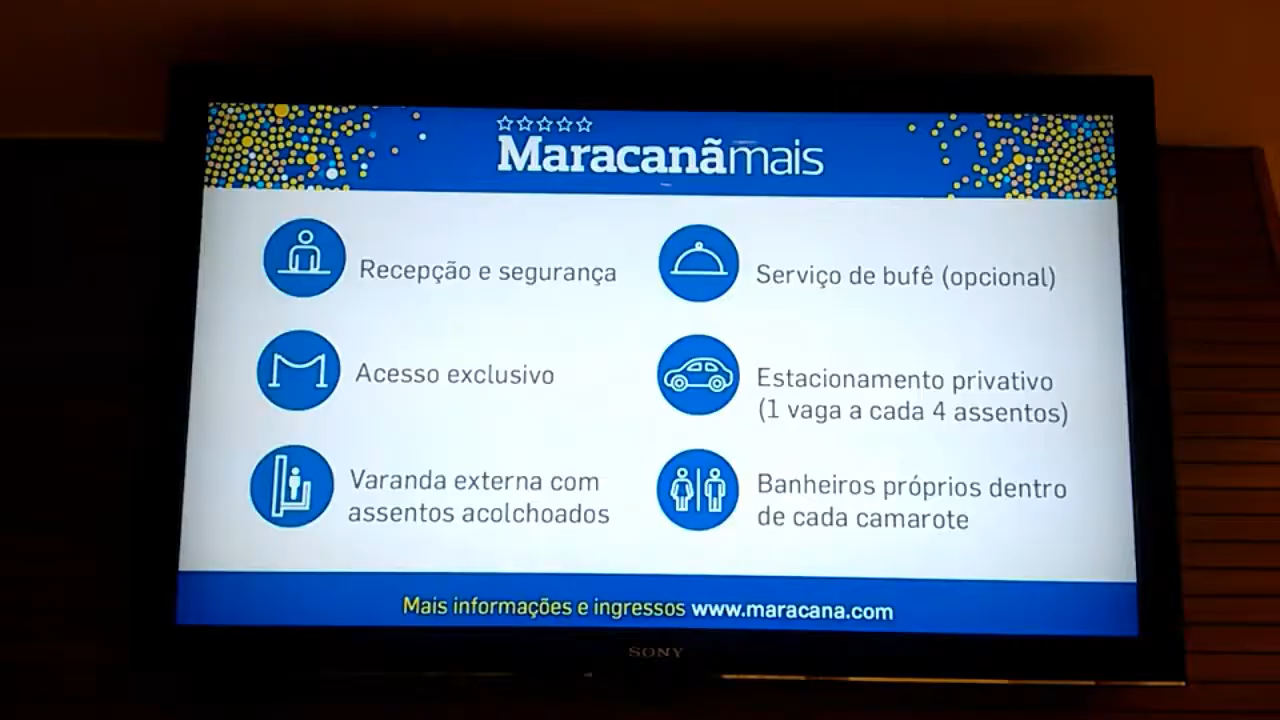 Maracanãmais
Recepção e segurança
Serviço de bufê (opcional)
Acesso exclusivo
Estacionamento privativo
(1 vaga a cada 4 assentos)
Varanda externa com
assentos acolchoados
Banheiros próprios dentro
de cada camarote
Mais informações e ingressos www.maracana.com
SONY